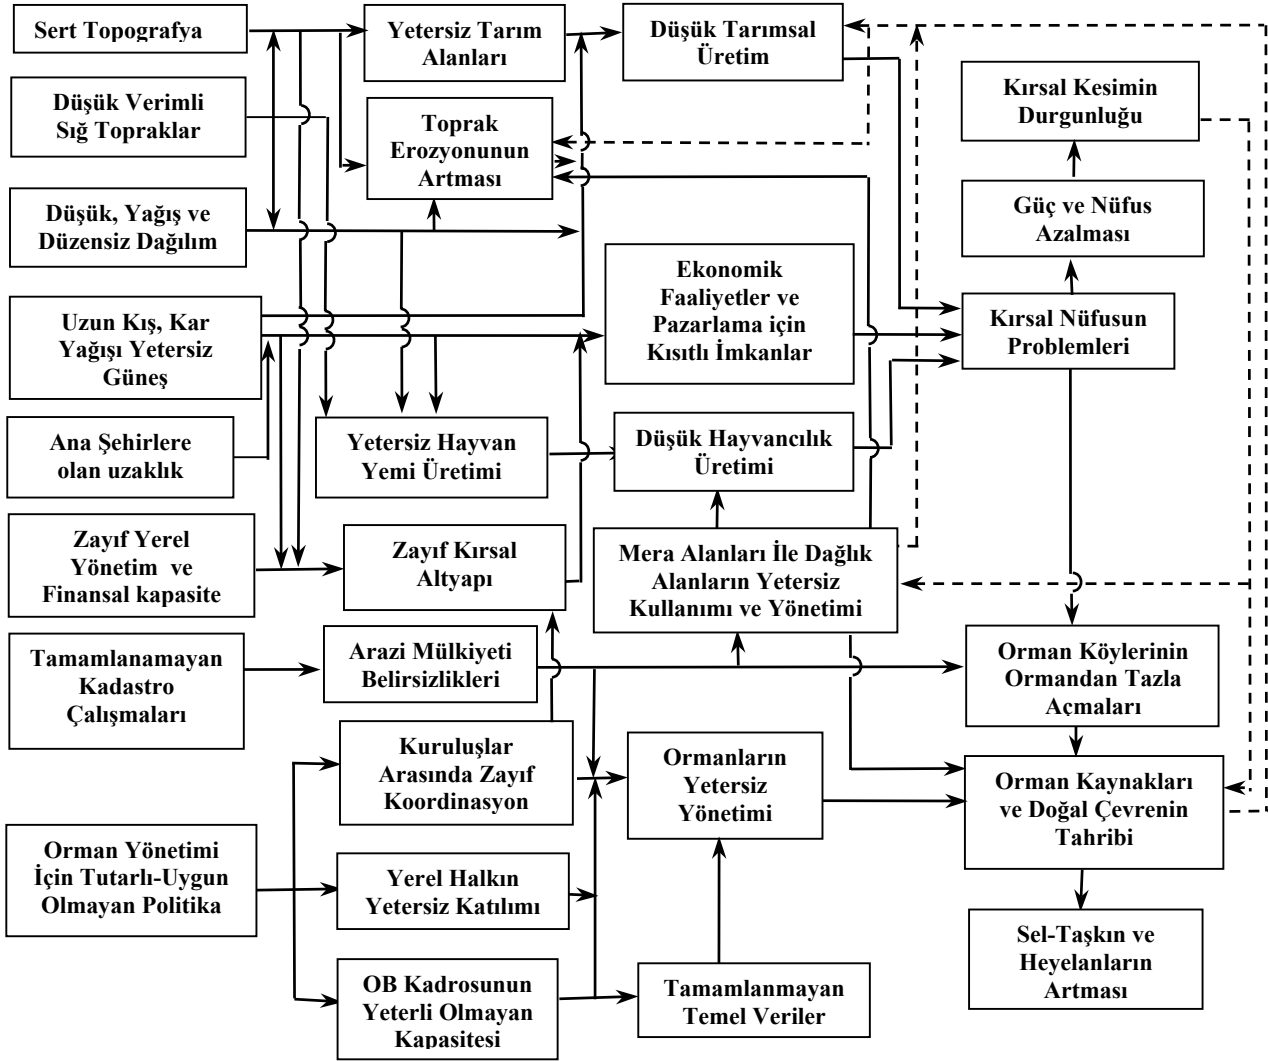 Sert Topografya
Yetersiz Tarım
Alanları
Düşük Tarımsal
Üretim
Düşük Verimli
Sığ Topraklar
Toprak
Erozyonunun
Artması
Kırsal Kesimin
Durgunluğu
Düşük, Yağış ve
Düzensiz Dağılım
Güç ve Nüfus
Azalması
Uzun Kış, Kar
Yağışı Yetersiz
Güneş
Ekonomik
Faaliyetler ve
Pazarlama için
Kısıtlı İmkanlar
Kırsal Nüfusun
Problemleri
Ana Şehirlere
olan uzaklık
Yetersiz Hayvan
Yemi Üretimi
Düşük Hayvancılık
Üretimi
Zayıf Yerel
Yönetim ve
Finansal kapasite
Zayıf Kırsal
Altyapı
Mera Alanları İle Dağlık
Alanların Yetersiz
Kullanımı ve Yönetimi
Tamamlanamayan
Kadastro
Çalışmaları
Arazi Mülkiyeti
Belirsizlikleri
Orman Köylerinin
Ormandan Tazla
Açmaları
Kuruluşlar
Arasında Zayıf
Koordinasyon
Ormanların
Yetersiz
Yönetimi
Orman Kaynakları
ve Doğal Çevrenin
Tahribi
Orman Yönetimi
İçin Tutarlı-Uygun
Olmayan Politika
Yerel Halkın
Yetersiz Katılımı
OB Kadrosunun
Yeterli Olmayan
Kapasitesi
Tamamlanmayan
Temel Veriler
Sel-Taşkın ve
Heyelanların
Artması